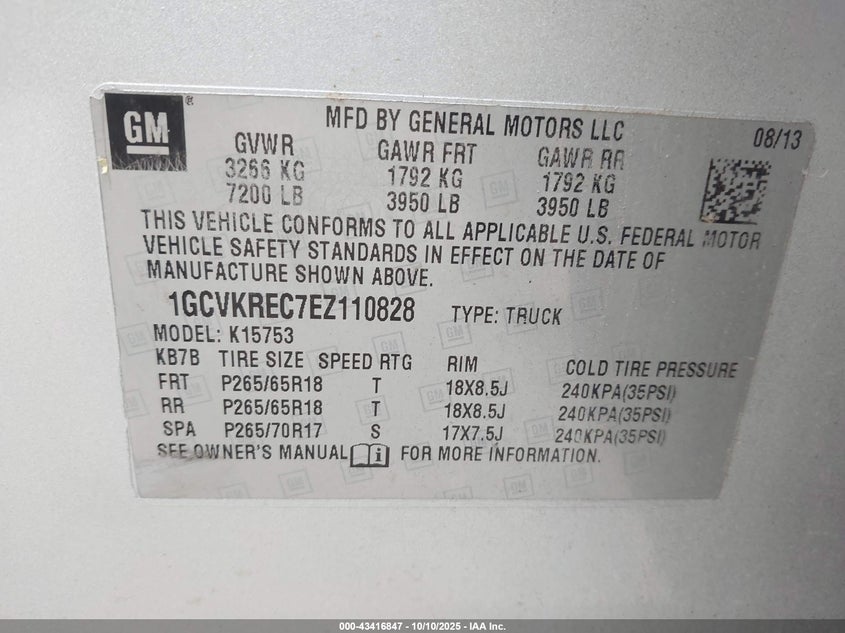 GM ®
MFD BY GENERAL MOTORS LLC 08/13
GVWR GAWR FRT GAWR RR
3266 KG 1792 KG 1792 KG
7200 LB 3950 LB 3950 LB
THIS VEHICLE CONFORMS TO ALL APPLICABLE U.S. FEDERAL MOTOR
VEHICLE SAFETY STANDARDS IN EFFECT ON THE DATE OF
MANUFACTURE SHOWN ABOVE.
1GCVKREC7EZ110828 TYPE: TRUCK
MODEL: K15753
KB7B TIRE SIZE SPEED RTG RIM COLD TIRE PRESSURE
FRT P265/65R18 T 18X8.5J 240KPA(35PSI)
RR P265/65R18 T 18X8.5J 240KPA(35PSI)
SPA P265/70R17 S 17X7.5J 240KPA(35PSI)
SEE OWNER'S MANUAL FOR MORE INFORMATION.
000-43416847 - 10/10/2025 - IAA Inc.